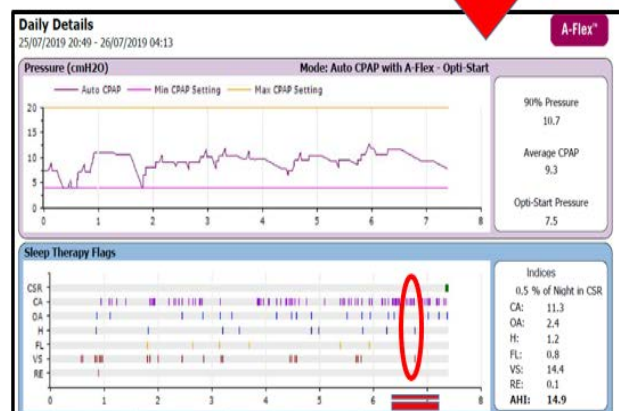 Daily Details
25/07/2019 20:49 - 26/07/2019 04:13
A-Flex™
Pressure (cmH2O) Mode: Auto CPAP with A-Flex - Opti-Start
Auto CPAP Min CPAP Setting Max CPAP Setting
20
15
10
5
0
0 1 2 3 4 5 6 7 8
90% Pressure
10.7
Average CPAP
9.3
Opti-Start Pressure
7.5
Sleep Therapy Flags
CSR
CA
OA
H
FL
VS
RE
0 1 2 3 4 5 6 7 8
Indices
0.5 % of Night in CSR
CA: 11.3
OA: 2.4
H: 1.2
FL: 0.8
VS: 14.4
RE: 0.1
AHI: 14.9